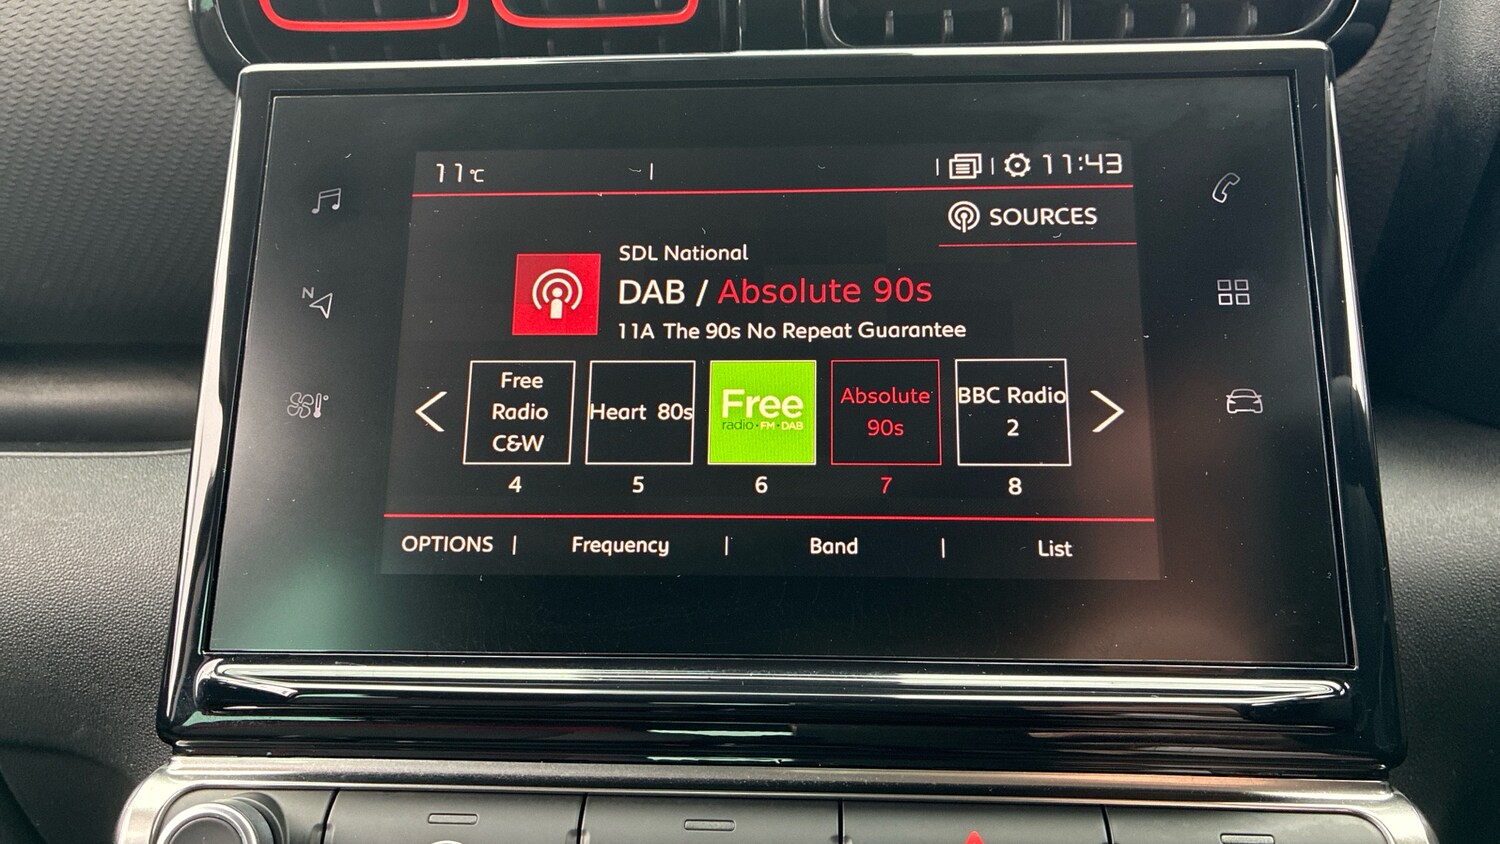 11°C
11:43
SOURCES
SDL National
DAB / Absolute 90s
11A The 90s No Repeat Guarantee
Free
Radio
C&W
Heart 80s
Free
radio·FM·DAB
Absolute
90s
BBC Radio
2
4
5
6
7
8
OPTIONS | Frequency | Band | List
N